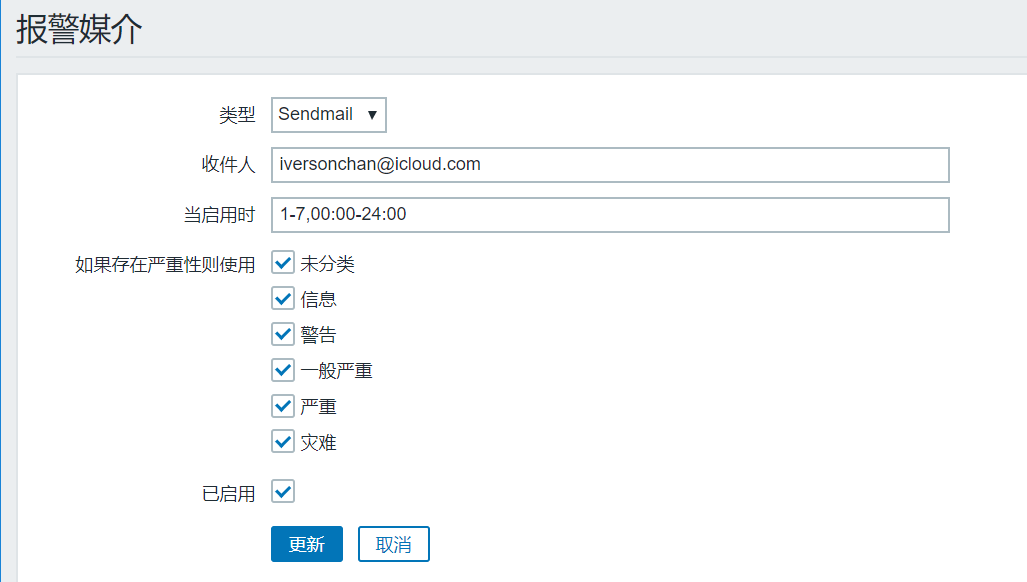 报警媒介
类型 Sendmail ▼
收件人 iversonchan@icloud.com
当启用时 1-7,00:00-24:00
如果存在严重性则使用 未分类
信息
警告
一般严重
严重
灾难
已启用
更新 取消